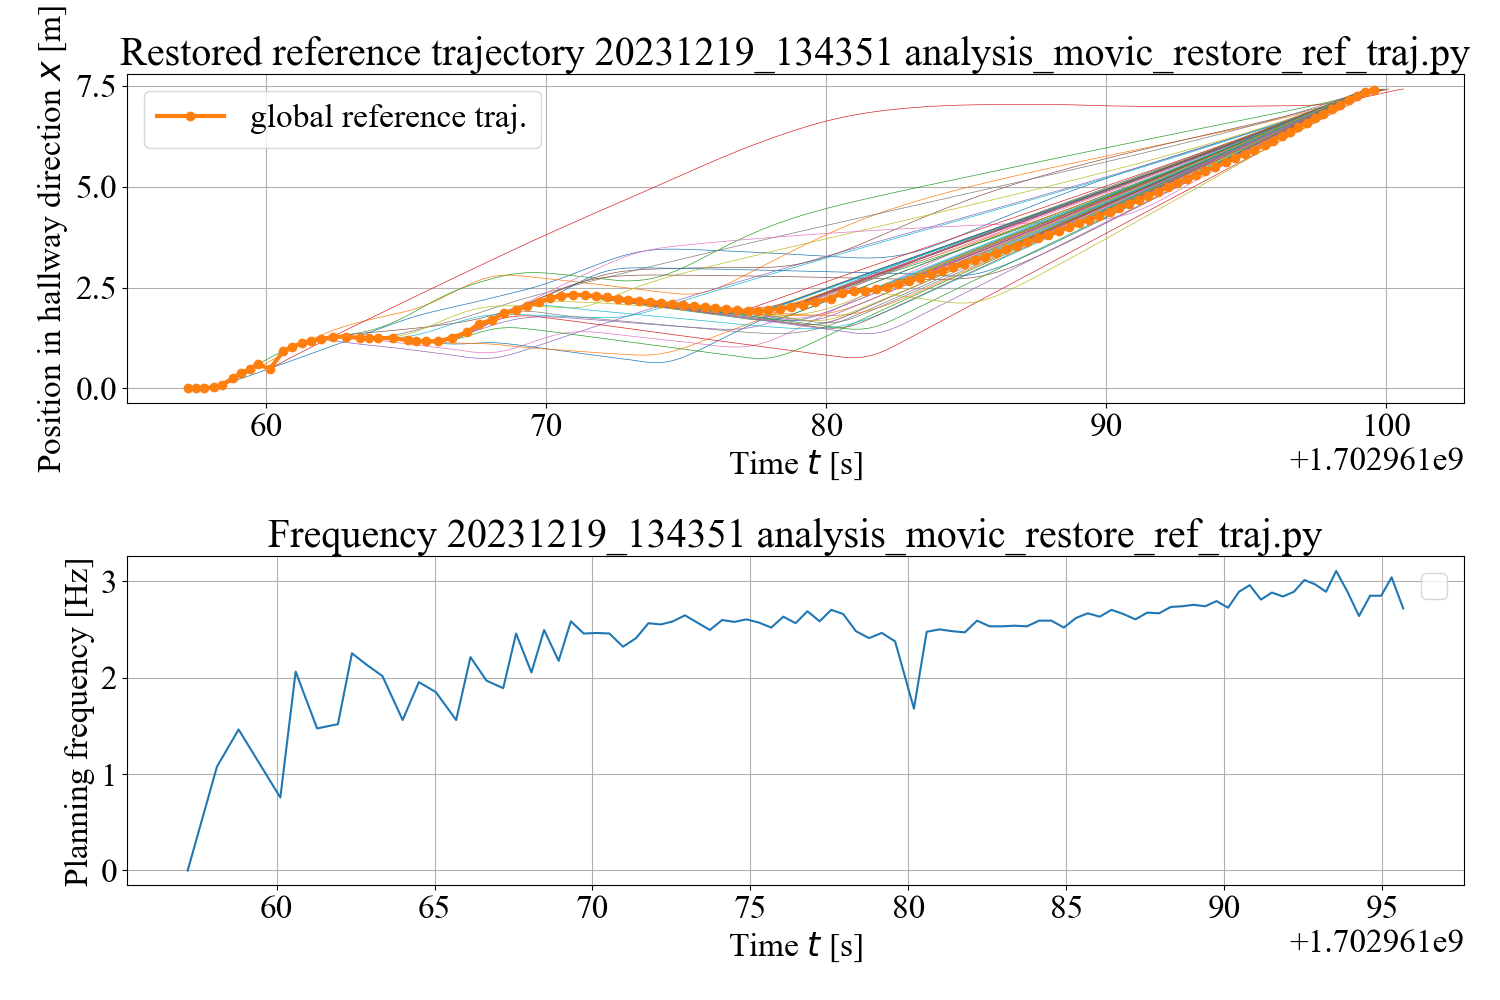 Restored reference trajectory 20231219_134351 analysis_movic_restore_ref_traj.py
Position in hallway direction x [m]
7.5
5.0
2.5
0.0
global reference traj.
60 70 80 90 100
Time t [s]
+1.702961e9
Frequency 20231219_134351 analysis_movic_restore_ref_traj.py
Planning frequency [Hz]
3
2
1
0
60 65 70 75 80 85 90 95
Time t [s]
+1.702961e9